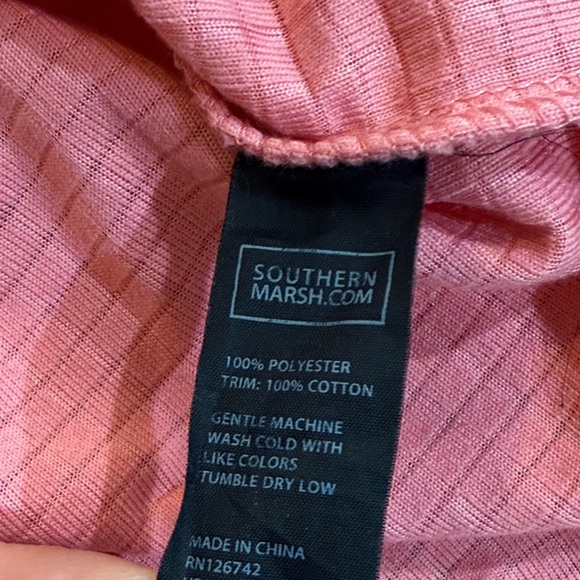 SOUTHERN
MARSH.COM
100% POLYESTER
TRIM: 100% COTTON
GENTLE MACHINE
WASH COLD WITH
LIKE COLORS
TUMBLE DRY LOW
MADE IN CHINA
RN126742